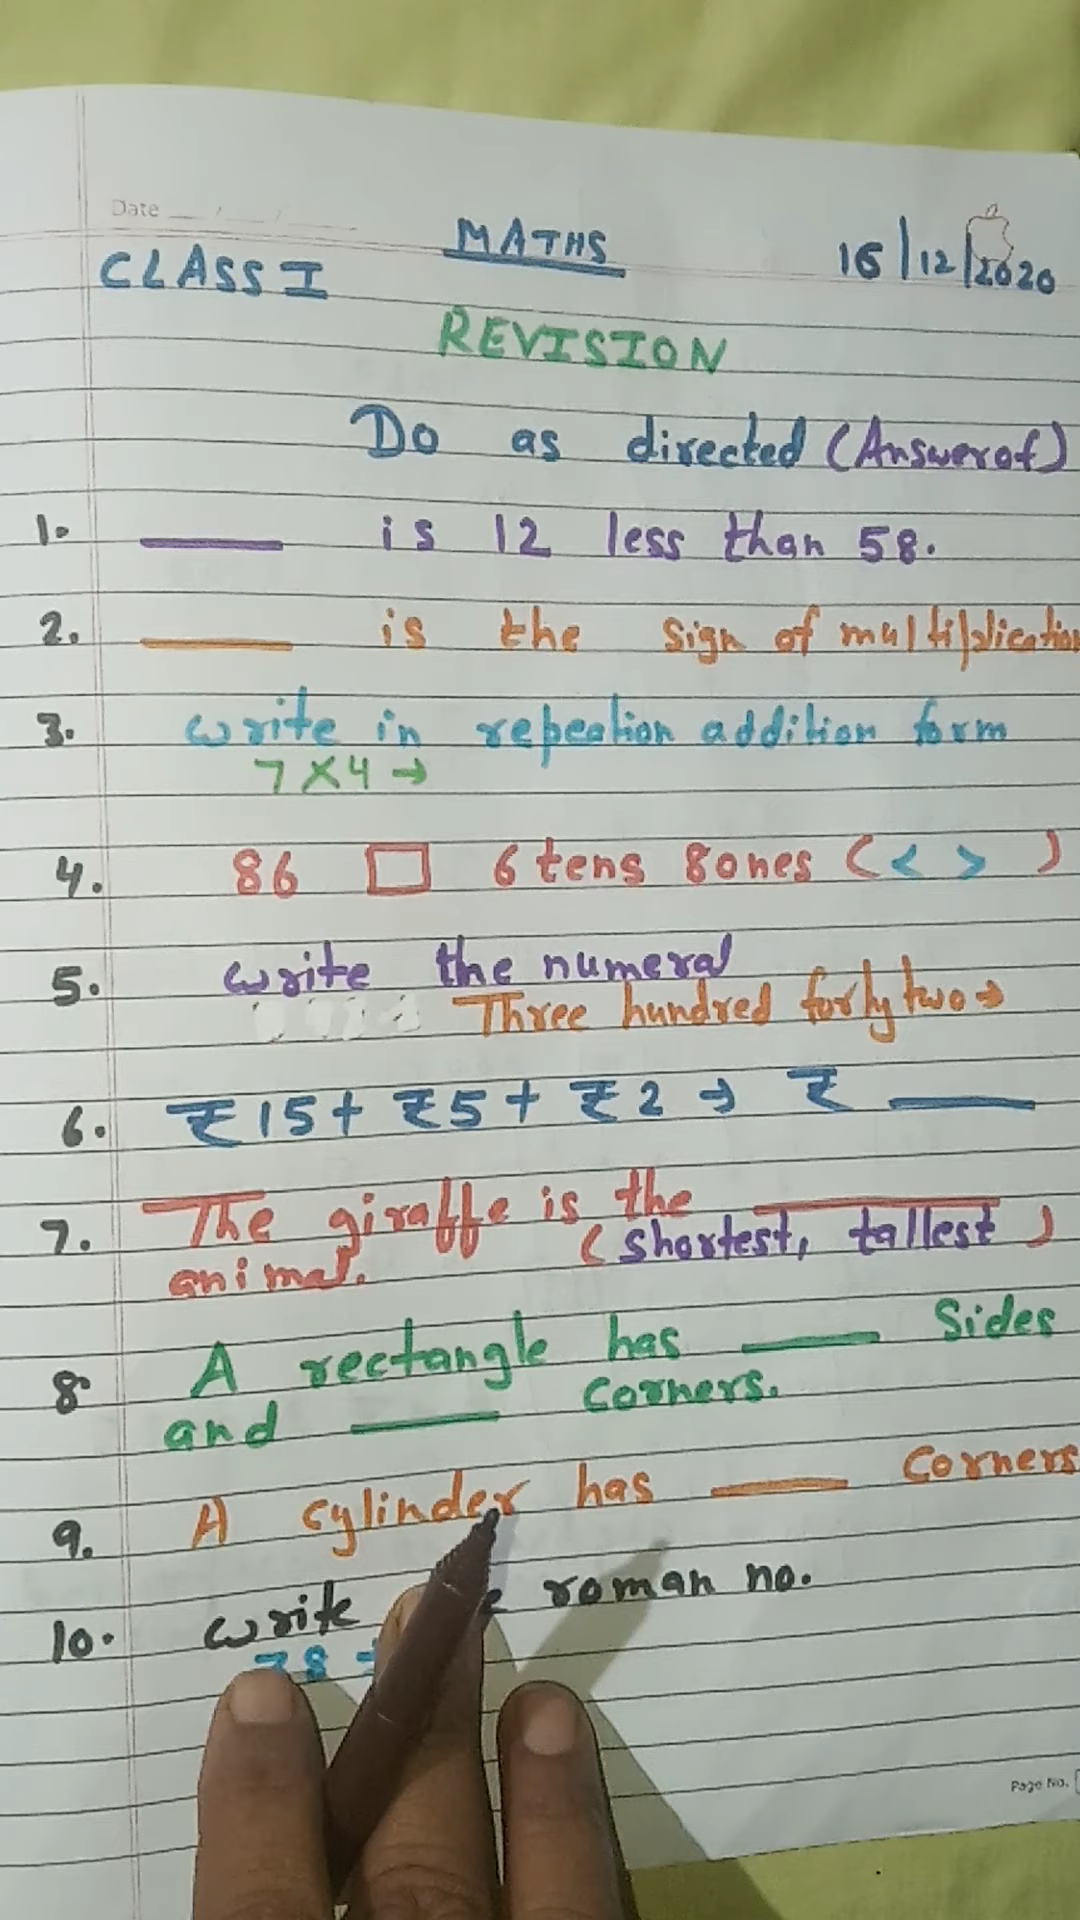 Date
MATHS
CLASS I
16/12/2020
REVISION
Do as directed (Answer of)
1. ____ is 12 less than 58.
2. ____ is the sign of multiplication
3. write in repeation addition form
7 X 4 →
4. 86 □ 6 tens 8 ones ( < > )
5. write the numeral
Three hundred forty two →
6. ₹15 + ₹5 + ₹2 → ₹ ____
7. The giraffe is the ____
animal. (shortest, tallest)
8. A rectangle has ____ Sides
and ____ corners.
9. A cylinder has ____ corners
10. write roman no.
Page No.